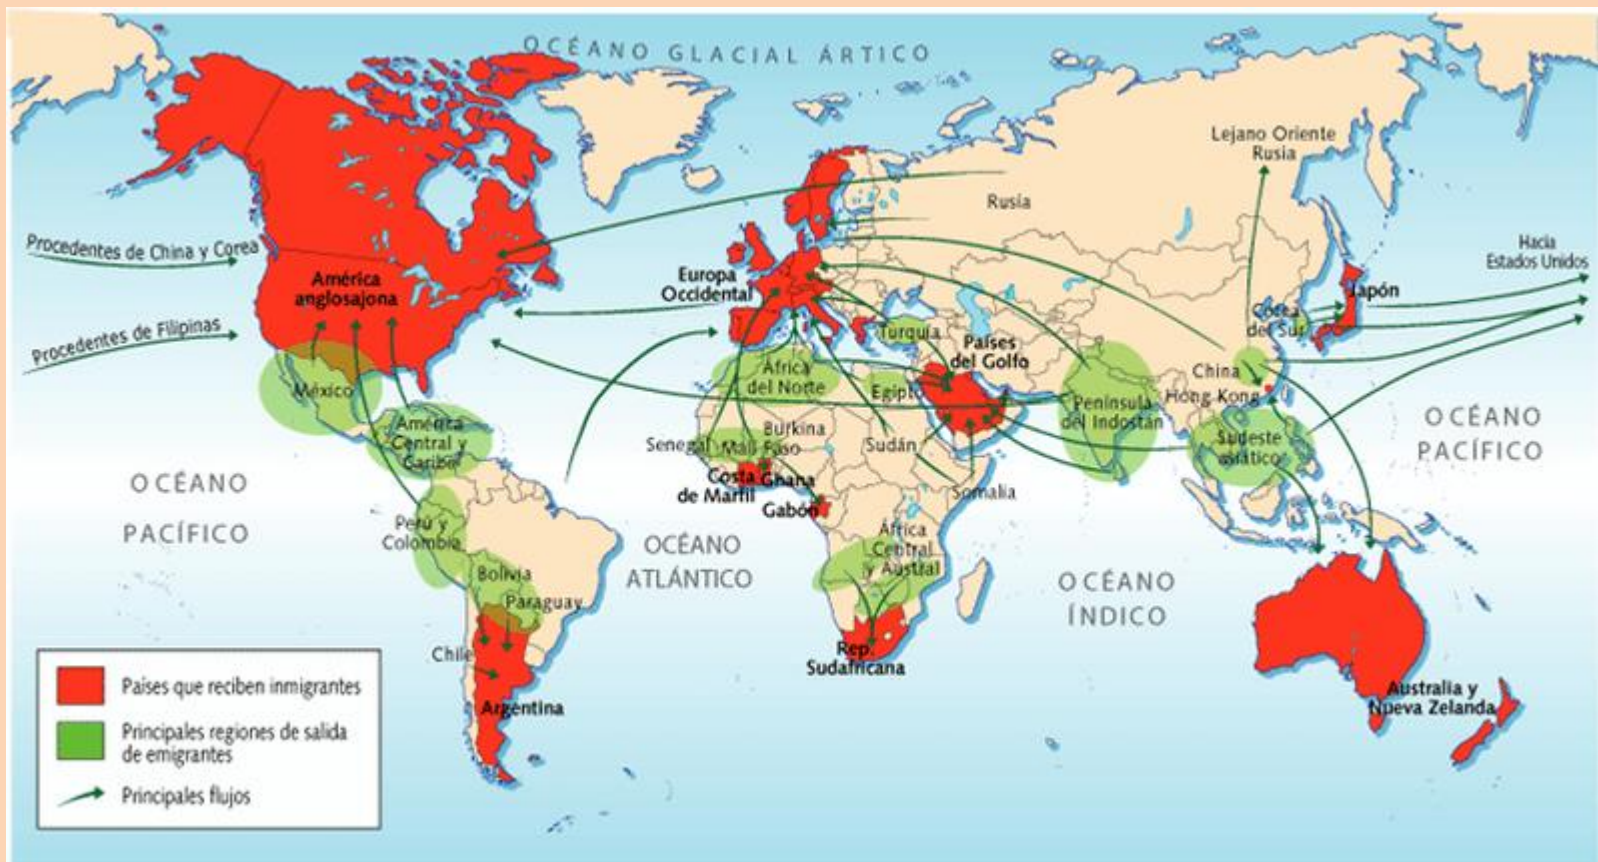 OCÉANO GLACIAL ÁRTICO
Lejano Oriente
Rusia
Rusia
Procedentes de China y Corea
Hacia
Estados Unidos
América
anglosajona
Europa
Occidental
Japón
Corea
del Sur
Procedentes de Filipinas
Turquía
Países
del Golfo
México
África
del Norte
Egipto
China
Hong Kong
Península
del Indostán
América
Central y
Caribe
Senegal
Malí
Burkina
Faso
Sudán
Sudeste
asiático
OCÉANO
PACÍFICO
OCÉANO
PACÍFICO
Costa
de Marfil
Ghana
Gabón
Somalia
Perú y
Colombia
OCÉANO
ATLÁNTICO
África
Central
y Austral
OCÉANO
ÍNDICO
Bolivia
Paraguay
Chile
Rep.
Sudafricana
Argentina
Australia y
Nueva Zelanda
Países que reciben inmigrantes
Principales regiones de salida
de emigrantes
Principales flujos